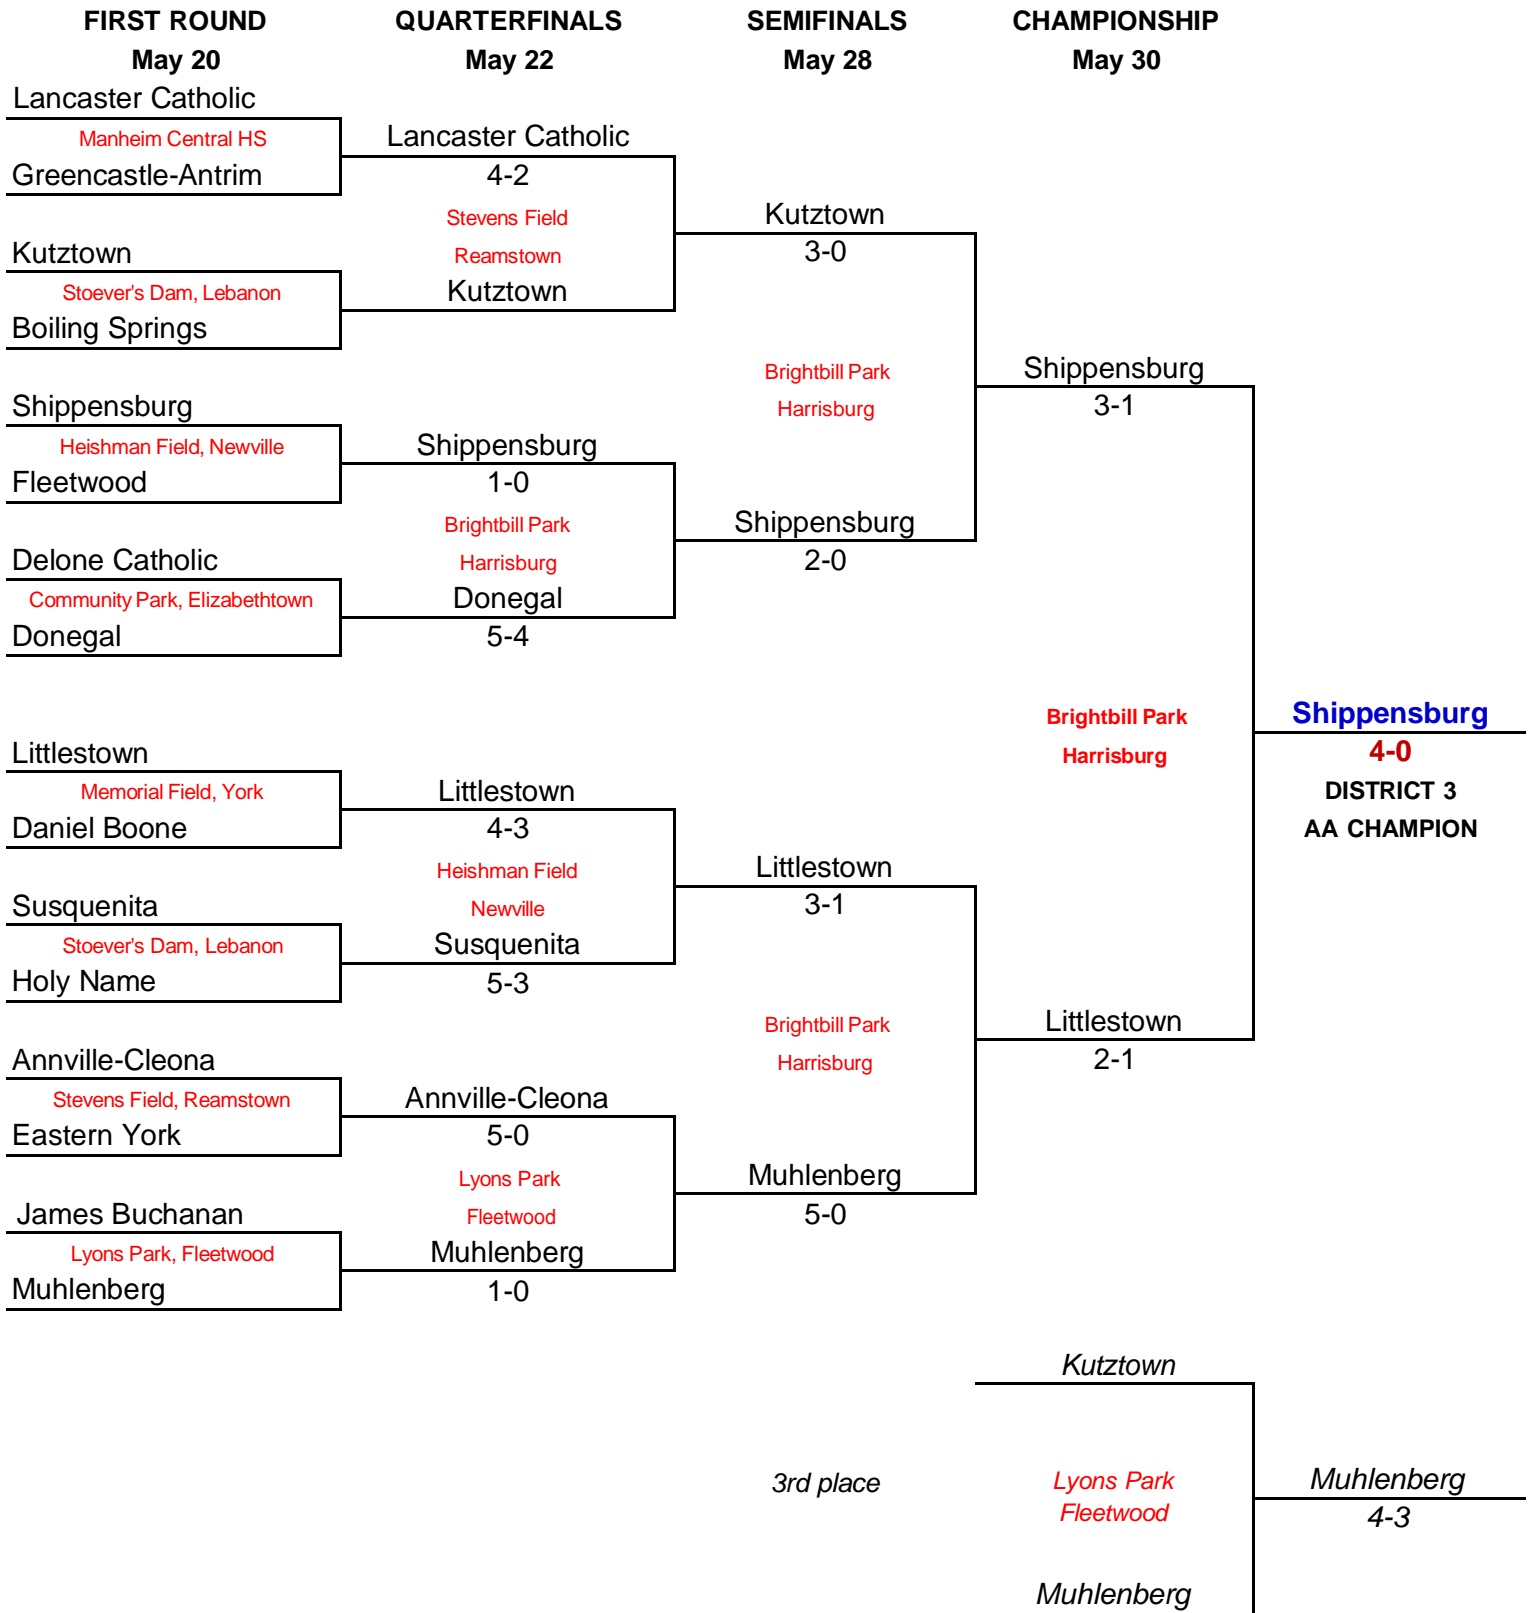 FIRST ROUND QUARTERFINALS SEMIFINALS CHAMPIONSHIP
May 20 May 22 May 28 May 30
Lancaster Catholic
Manheim Central HS
Greencastle-Antrim
Lancaster Catholic
4-2
Stevens Field
Reamstown
Kutztown
Kutztown
Stoever's Dam, Lebanon
Boiling Springs
Kutztown
3-0
Brightbill Park
Harrisburg
Shippensburg
Heishman Field, Newville
Fleetwood
Shippensburg
1-0
Brightbill Park
Harrisburg
Donegal
5-4
Delone Catholic
Community Park, Elizabethtown
Donegal
Shippensburg
2-0
Shippensburg
3-1
Brightbill Park
Harrisburg
Shippensburg
4-0
DISTRICT 3
AA CHAMPION
Littlestown
Memorial Field, York
Daniel Boone
Littlestown
4-3
Heishman Field
Newville
Susquenita
5-3
Susquenita
Stoever's Dam, Lebanon
Holy Name
Littlestown
3-1
Brightbill Park
Harrisburg
Littlestown
2-1
Annville-Cleona
Stevens Field, Reamstown
Eastern York
Annville-Cleona
5-0
Lyons Park
Fleetwood
Muhlenberg
1-0
James Buchanan
Lyons Park, Fleetwood
Muhlenberg
Muhlenberg
5-0
Kutztown
3rd place
Lyons Park
Fleetwood
Muhlenberg
4-3
Muhlenberg